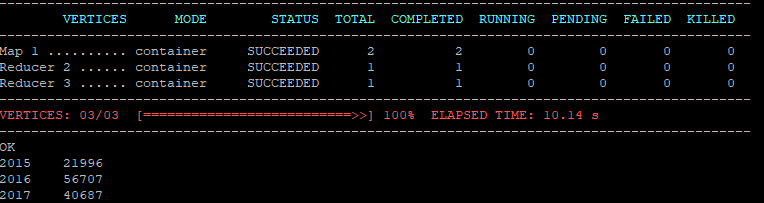 --------------------------------------------------------------------------------
VERTICES MODE STATUS TOTAL COMPLETED RUNNING PENDING FAILED KILLED
--------------------------------------------------------------------------------
Map 1 .......... container SUCCEEDED 2 2 0 0 0 0
Reducer 2 ...... container SUCCEEDED 1 1 0 0 0 0
Reducer 3 ...... container SUCCEEDED 1 1 0 0 0 0
--------------------------------------------------------------------------------
VERTICES: 03/03 [==========================>>] 100% ELAPSED TIME: 10.14 s
--------------------------------------------------------------------------------
OK
2015 21996
2016 56707
2017 40687